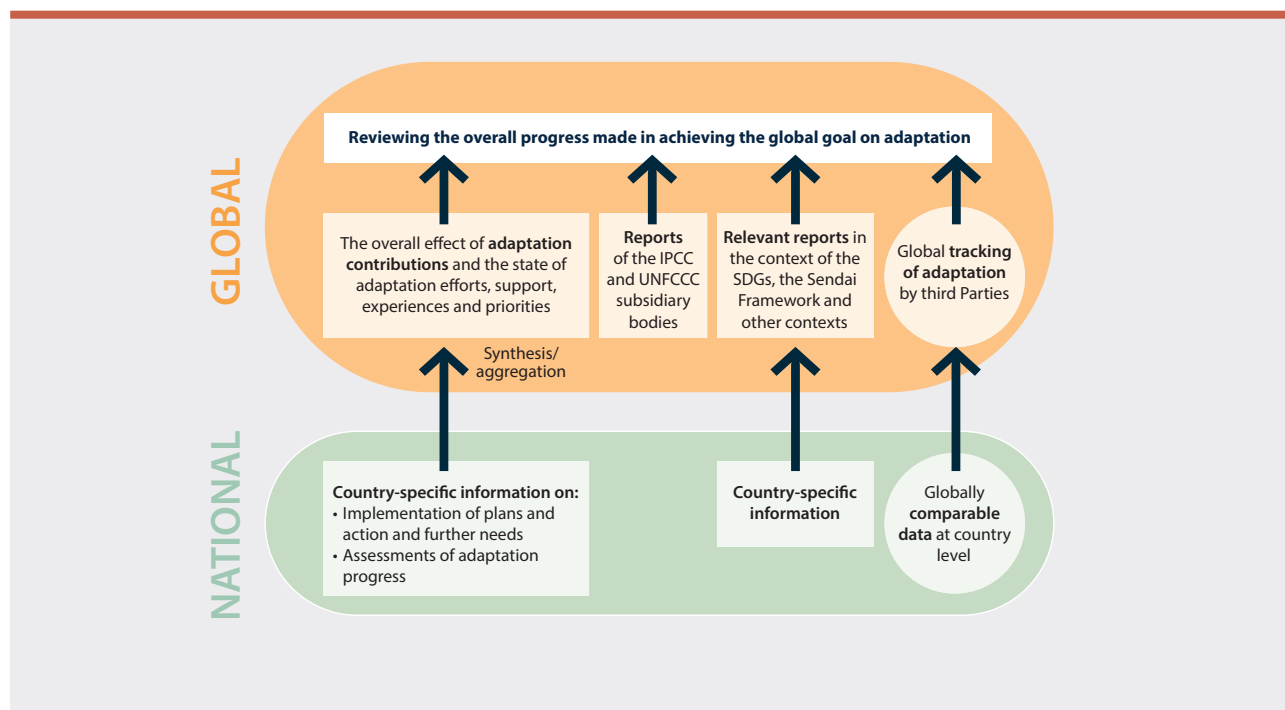 GLOBAL
Reviewing the overall progress made in achieving the global goal on adaptation
The overall effect of adaptation
contributions and the state of
adaptation efforts, support,
experiences and priorities
Reports
of the IPCC
and UNFCCC
subsidiary
bodies
Relevant reports in
the context of the
SDGs, the Sendai
Framework and
other contexts
Global tracking
of adaptation
by third Parties
Synthesis/
aggregation
NATIONAL
Country-specific information on:
• Implementation of plans and
action and further needs
• Assessments of adaptation
progress
Country-specific
information
Globally
comparable
data at country
level